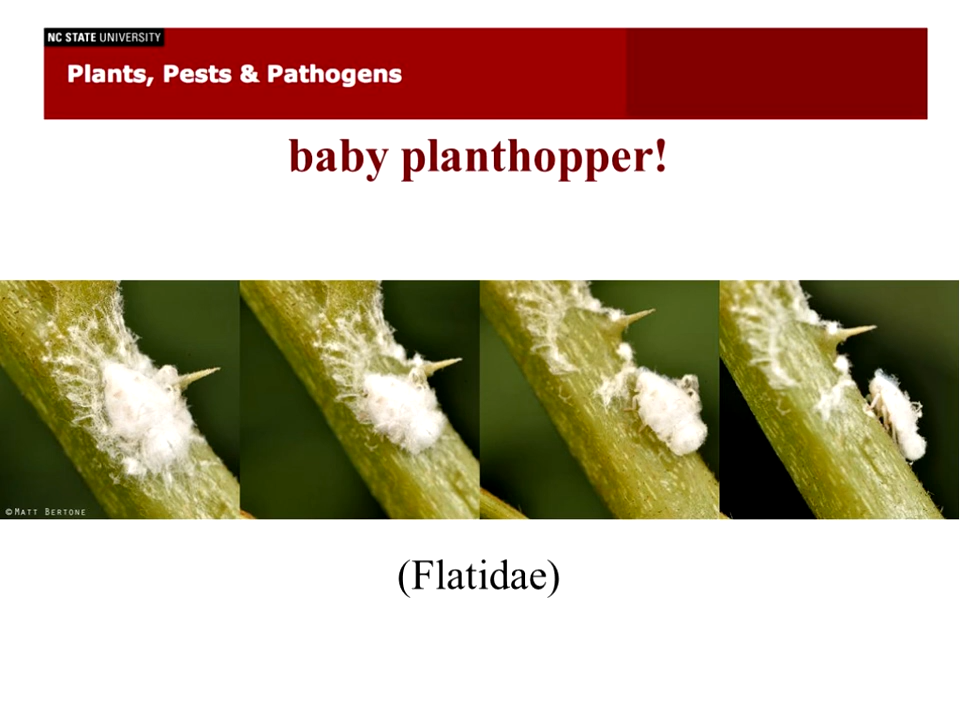 NC STATE UNIVERSITY
Plants, Pests & Pathogens
baby planthopper!
© MATT BERTONE
(Flatidae)